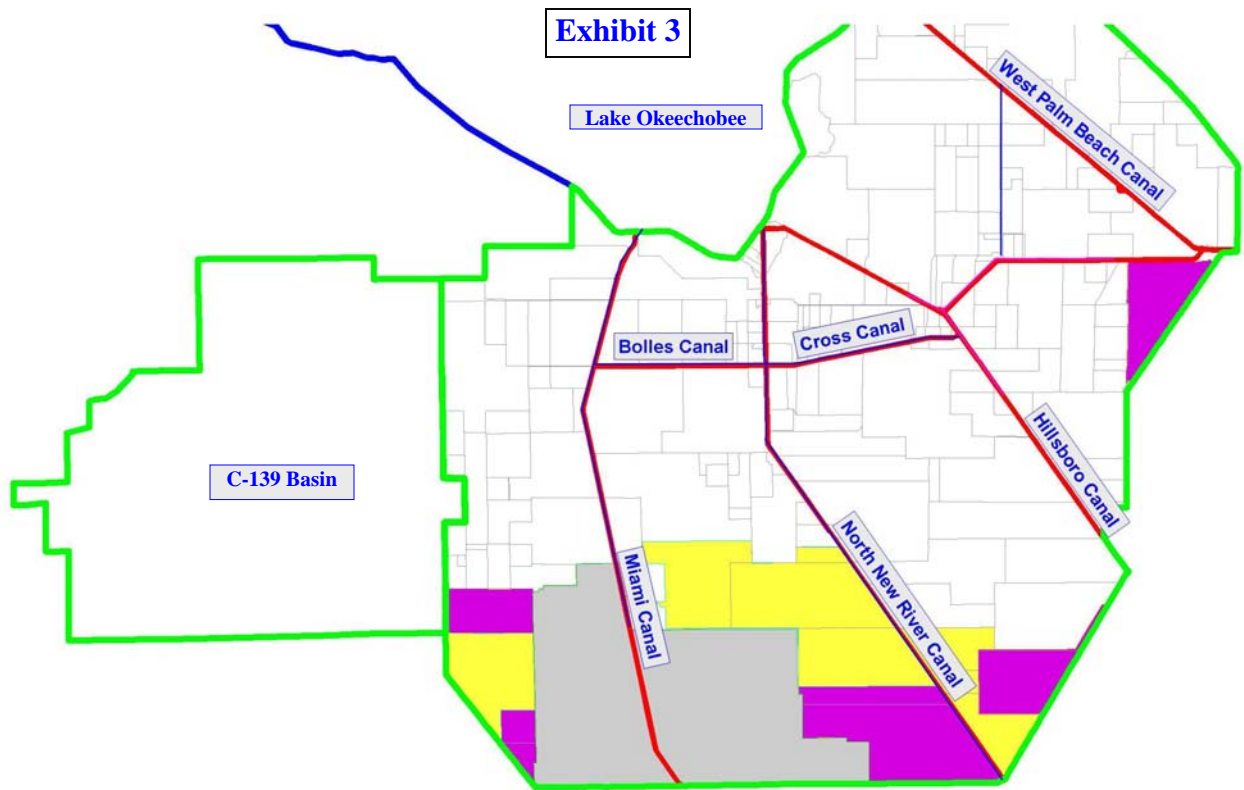 Exhibit 3
Lake Okeechobee
West Palm Beach Canal
Bolles Canal
Cross Canal
C-139 Basin
Hillsboro Canal
Miami Canal
North New River Canal